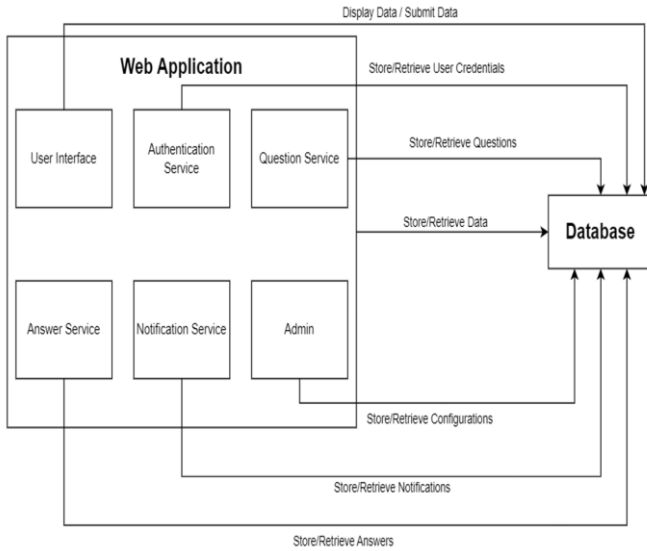 Display Data / Submit Data
Web Application
Store/Retrieve User Credentials
User Interface
Authentication
Service
Question Service
Store/Retrieve Questions
Store/Retrieve Data
Database
Answer Service
Notification Service
Admin
Store/Retrieve Configurations
Store/Retrieve Notifications
Store/Retrieve Answers